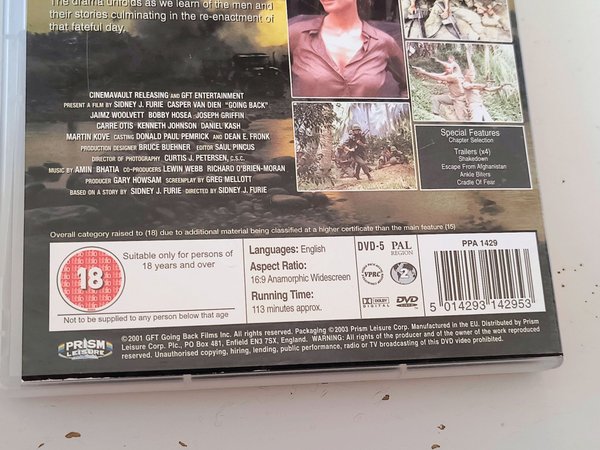 The drama unfolds as we learn of the men and
their stories culminating in the re-enactment of
that fateful day.
CINEMAVAULT RELEASING and GFT ENTERTAINMENT
PRESENT A FILM BY SIDNEY J. FURIE CASPER VAN DIEN "GOING BACK"
JAIMZ WOOLVETT BOBBY HOSEA JOSEPH GRIFFIN
CARRE OTIS KENNETH JOHNSON DANIEL KASH
MARTIN KOVE CASTING DONALD PAUL PEMRICK AND DEAN E. FRONK
PRODUCTION DESIGNER BRUCE BUEHNER EDITOR SAUL PINCUS
DIRECTOR OF PHOTOGRAPHY CURTIS J. PETERSEN, C.S.C.
MUSIC BY AMIN BHATIA CO-PRODUCERS LEWIN WEBB RICHARD O'BRIEN-MORAN
PRODUCER GARY HOWSAM SCREENPLAY BY GREG MELLOTT
BASED ON A STORY BY SIDNEY J. FURIE DIRECTED BY SIDNEY J. FURIE
Special Features
Chapter Selection
Trailers (x4)
Shakedown
Escape From Afghanistan
Ankle Biters
Cradle Of Fear
Overall category raised to (18) due to additional material being classified at a higher certificate than the main feature (15)
18
Suitable only for persons of
18 years and over
Not to be supplied to any person below that age
Languages: English
Aspect Ratio:
16:9 Anamorphic Widescreen
Running Time:
113 minutes approx.
DVD-5 PAL
REGION
VPRC
2
DOLBY
DIGITAL
DVD
VIDEO
PPA 1429
5 014293 142953
PRISM
LEISURE
©2001 GFT Going Back Films Inc. All rights reserved. Packaging ©2003 Prism Leisure Corp. Manufactured in the EU. Distributed by Prism
Leisure Corp. Plc., PO Box 481, Enfield EN3 75X, England. WARNING: All rights of the producer and of the owner of the work reproduced
reserved. Unauthorised copying, hiring, lending, public performance, radio or TV broadcasting of this DVD video prohibited.